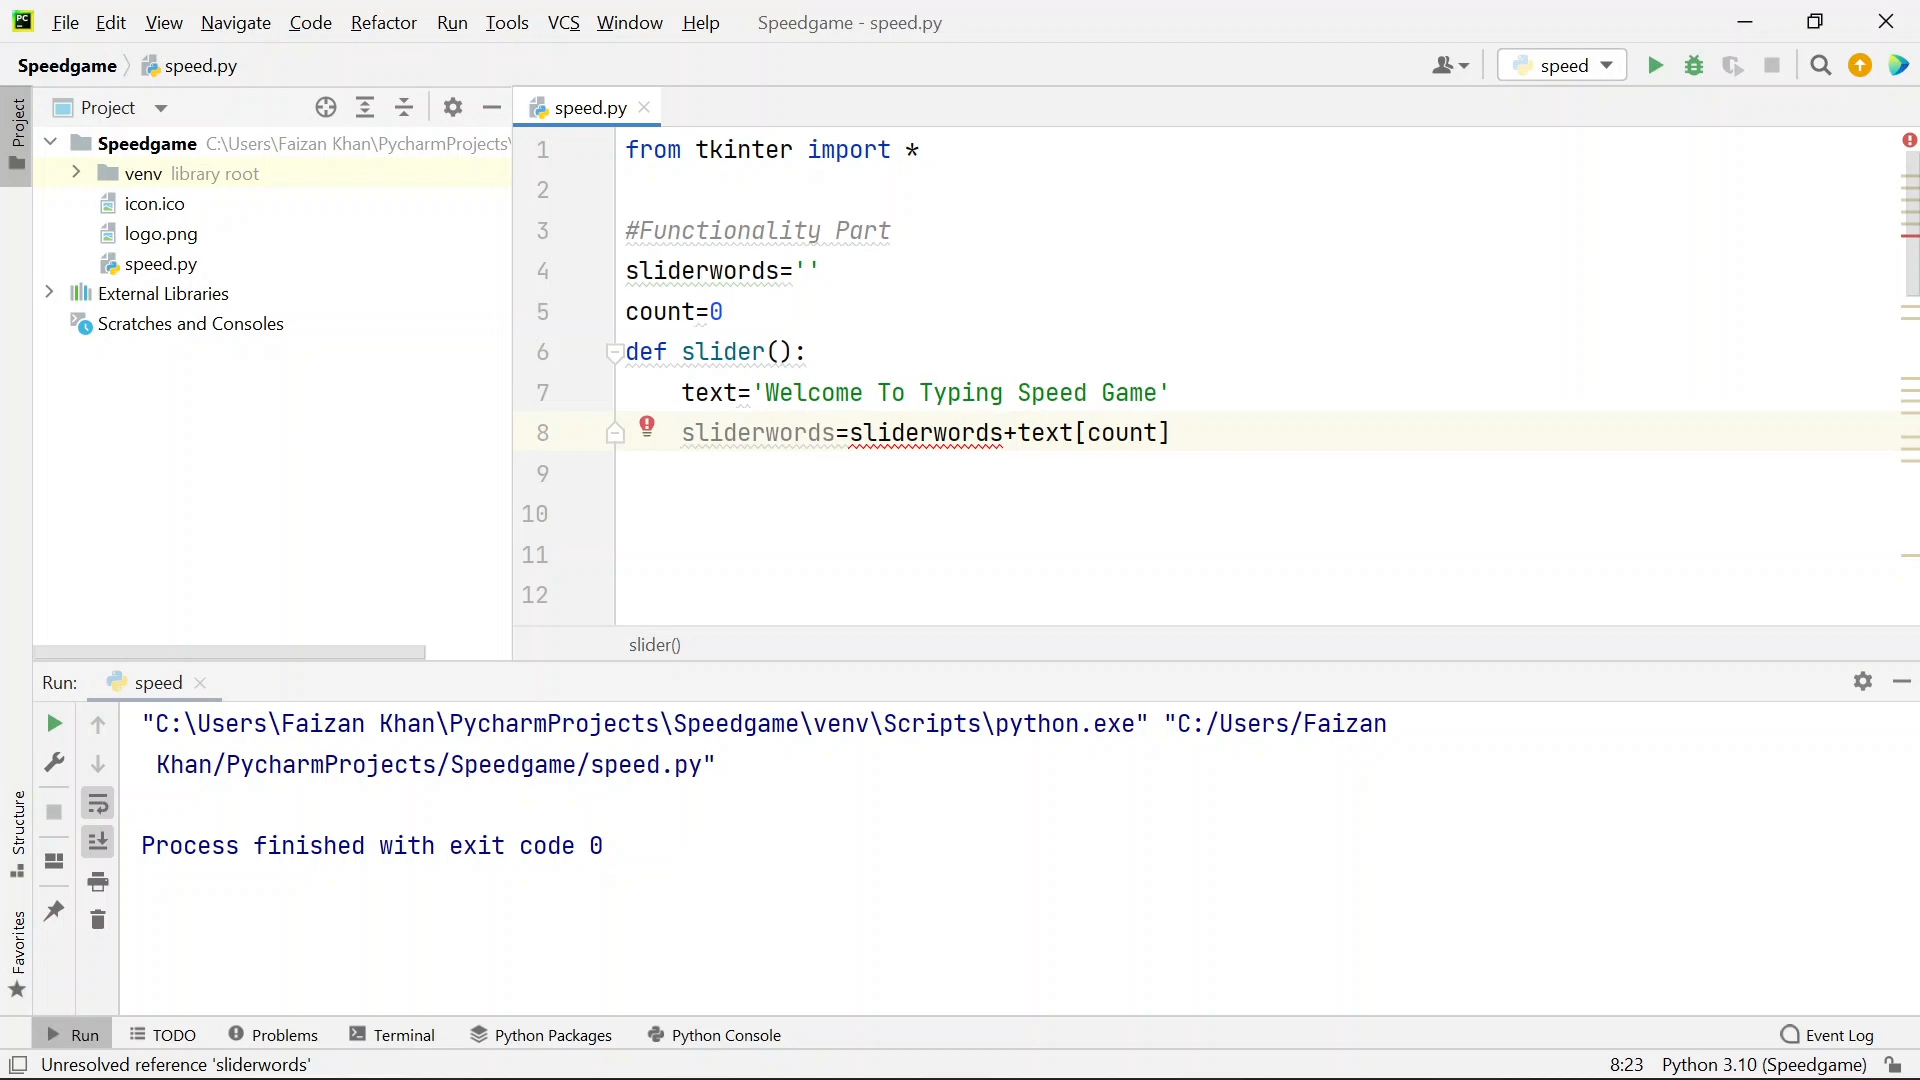 PC File Edit View Navigate Code Refactor Run Tools VCS Window Help Speedgame - speed.py
Speedgame speed.py speed
Project Project speed.py
Speedgame C:\Users\Faizan Khan\PycharmProjects\
venv library root
icon.ico
logo.png
speed.py
External Libraries
Scratches and Consoles
1 from tkinter import *
2
3 #Functionality Part
4 sliderwords=''
5 count=0
6 def slider():
7 text='Welcome To Typing Speed Game'
8 sliderwords=sliderwords+text[count]
9
10
11
12
slider()
Run: speed
"C:\Users\Faizan Khan\PycharmProjects\Speedgame\venv\Scripts\python.exe" "C:/Users/Faizan
Khan/PycharmProjects/Speedgame/speed.py"
Process finished with exit code 0
Structure
Favorites
Run TODO Problems Terminal Python Packages Python Console Event Log
Unresolved reference 'sliderwords' 8:23 Python 3.10 (Speedgame)